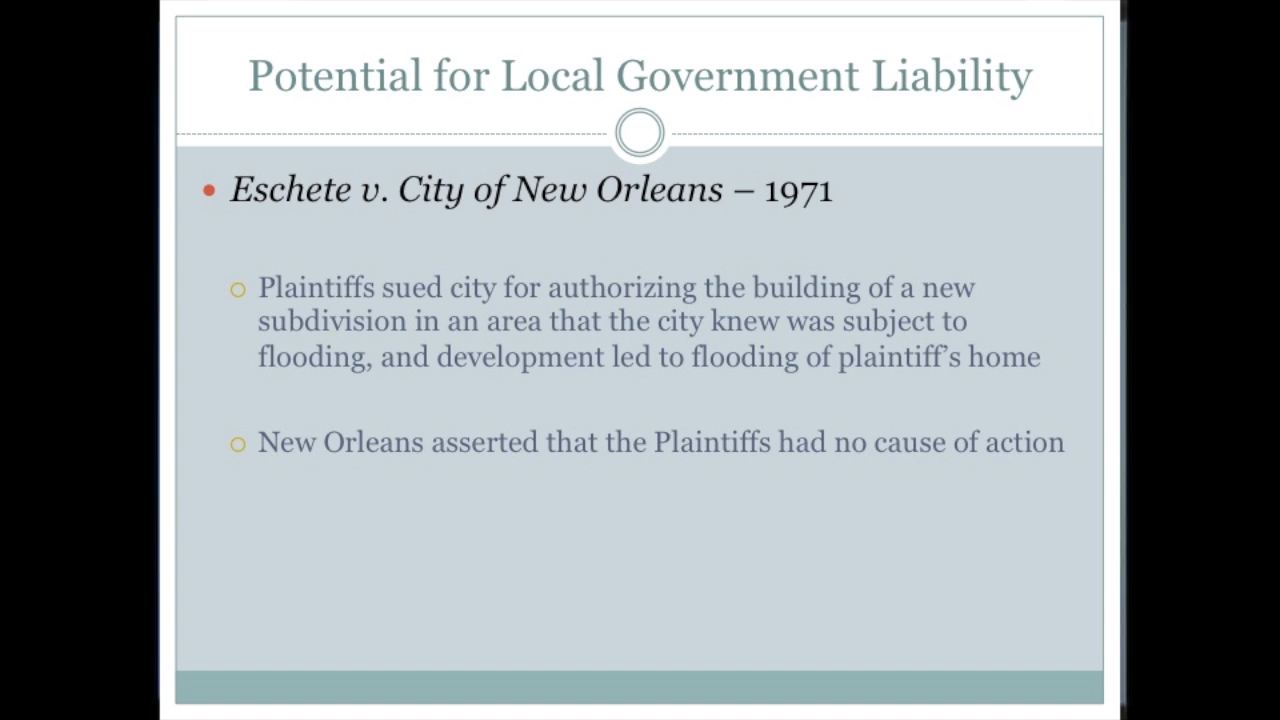 Potential for Local Government Liability
Eschete v. City of New Orleans – 1971
Plaintiffs sued city for authorizing the building of a new
subdivision in an area that the city knew was subject to
flooding, and development led to flooding of plaintiff’s home
New Orleans asserted that the Plaintiffs had no cause of action